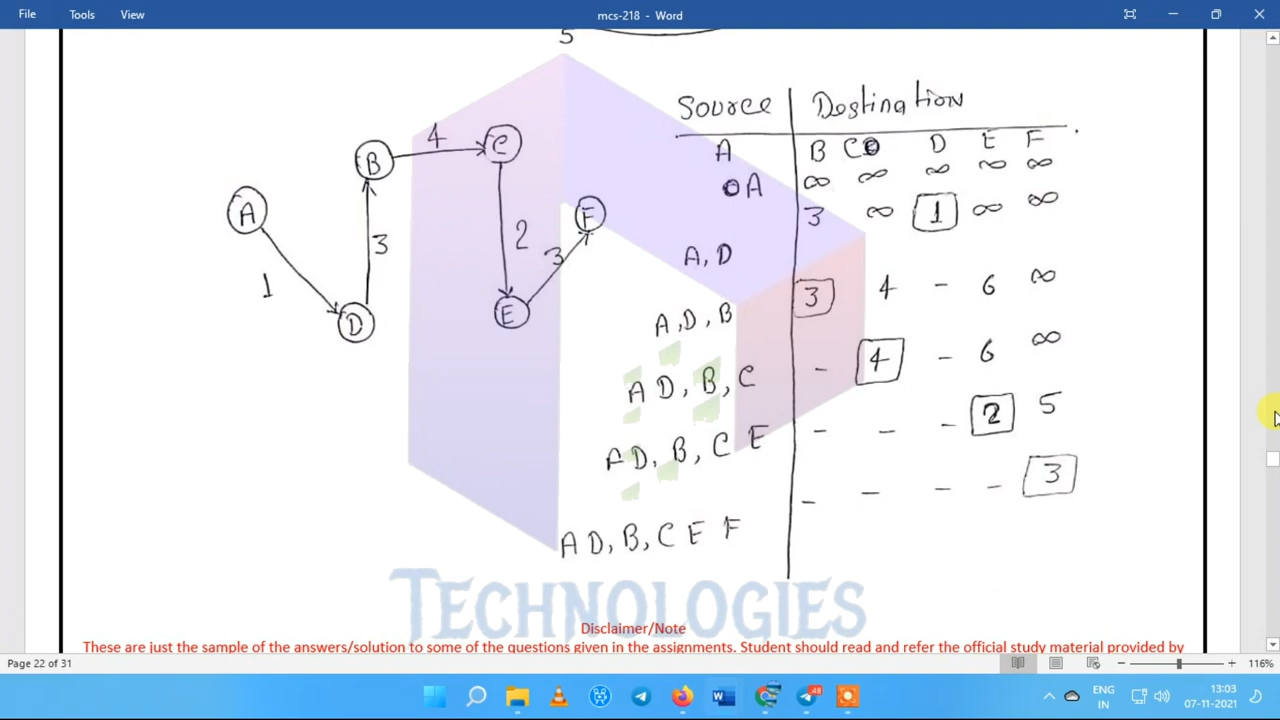 File Tools View mcs-218 - Word
5
Source Destination
A B C D E F
A ∞ ∞ ∞ ∞ ∞
3 ∞ 1 ∞ ∞
A, D
3 4 - 6 ∞
A, D, B
- 4 - 6 ∞
A D, B, C
- - - 2 5
A D, B, C E
- - - - 3
A D, B, C E F
A
B
C
D
E
F
1
3
4
2
3
TECHNOLOGIES
Disclaimer/Note
These are just the sample of the answers/solution to some of the questions given in the assignments. Student should read and refer the official study material provided by
Page 22 of 31 116%
48 ENG IN 13:03 07-11-2021